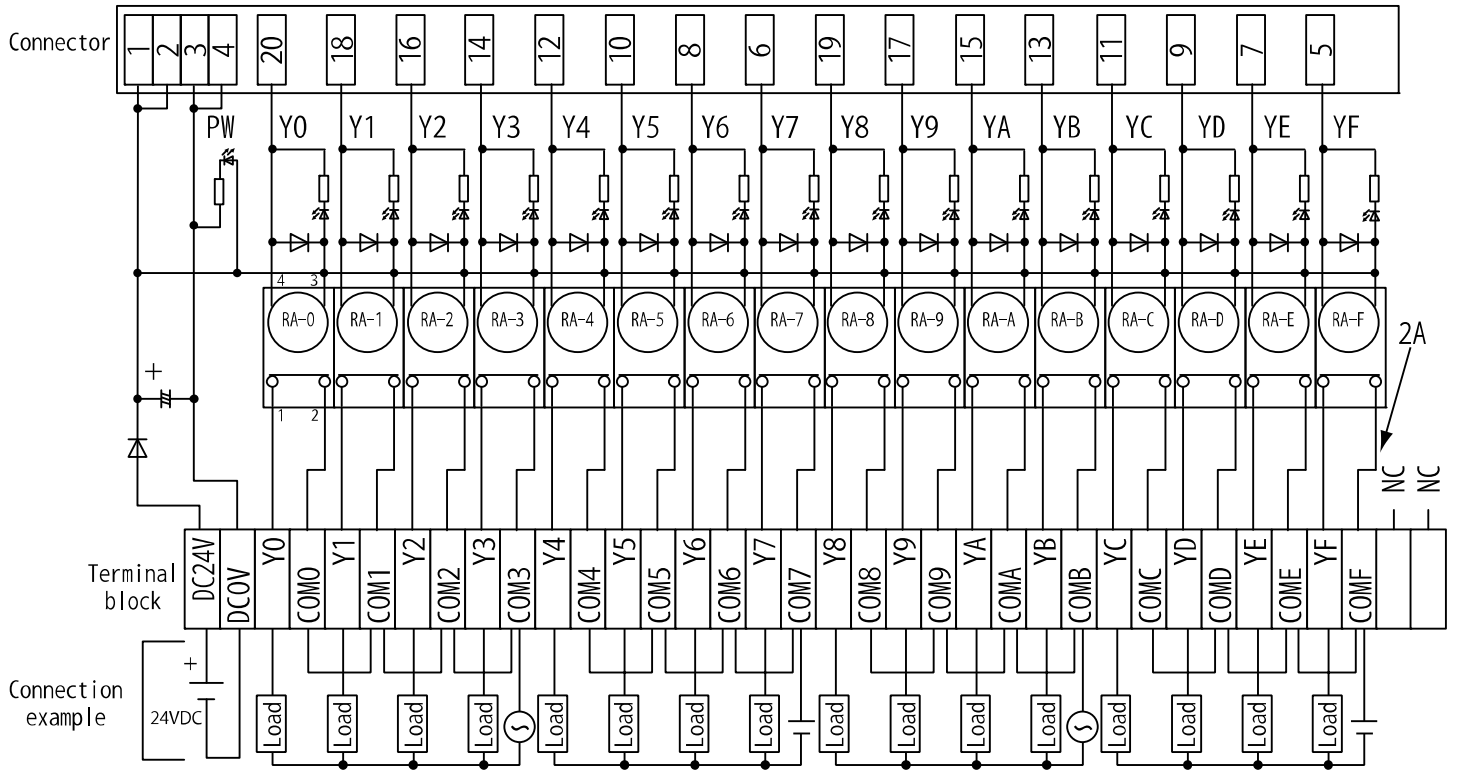 Connector 1 2 3 4 20 18 16 14 12 10 8 6 19 17 15 13 11 9 7 5
PW Y0 Y1 Y2 Y3 Y4 Y5 Y6 Y7 Y8 Y9 YA YB YC YD YE YF
4 3
RA-0 RA-1 RA-2 RA-3 RA-4 RA-5 RA-6 RA-7 RA-8 RA-9 RA-A RA-B RA-C RA-D RA-E RA-F
2A
+
1 2
NC NC
Terminal
block
DC24V DC0V Y0 COM0 Y1 COM1 Y2 COM2 Y3 COM3 Y4 COM4 Y5 COM5 Y6 COM6 Y7 COM7 Y8 COM8 Y9 COM9 YA COMA YB COMB YC COMC YD COMD YE COME YF COMF
Connection
example
+
24VDC
Load Load Load Load Load Load Load Load Load Load Load Load Load Load Load Load